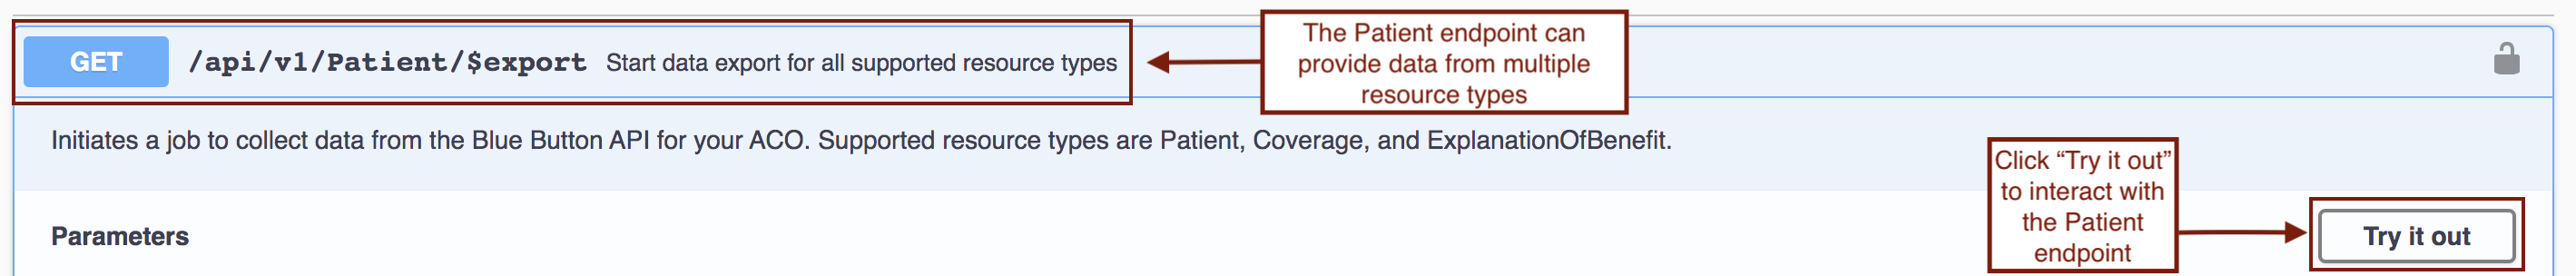 GET /api/v1/Patient/$export Start data export for all supported resource types
The Patient endpoint can
provide data from multiple
resource types
Initiates a job to collect data from the Blue Button API for your ACO. Supported resource types are Patient, Coverage, and ExplanationOfBenefit.
Click “Try it out”
to interact with
the Patient
endpoint
Parameters
Try it out